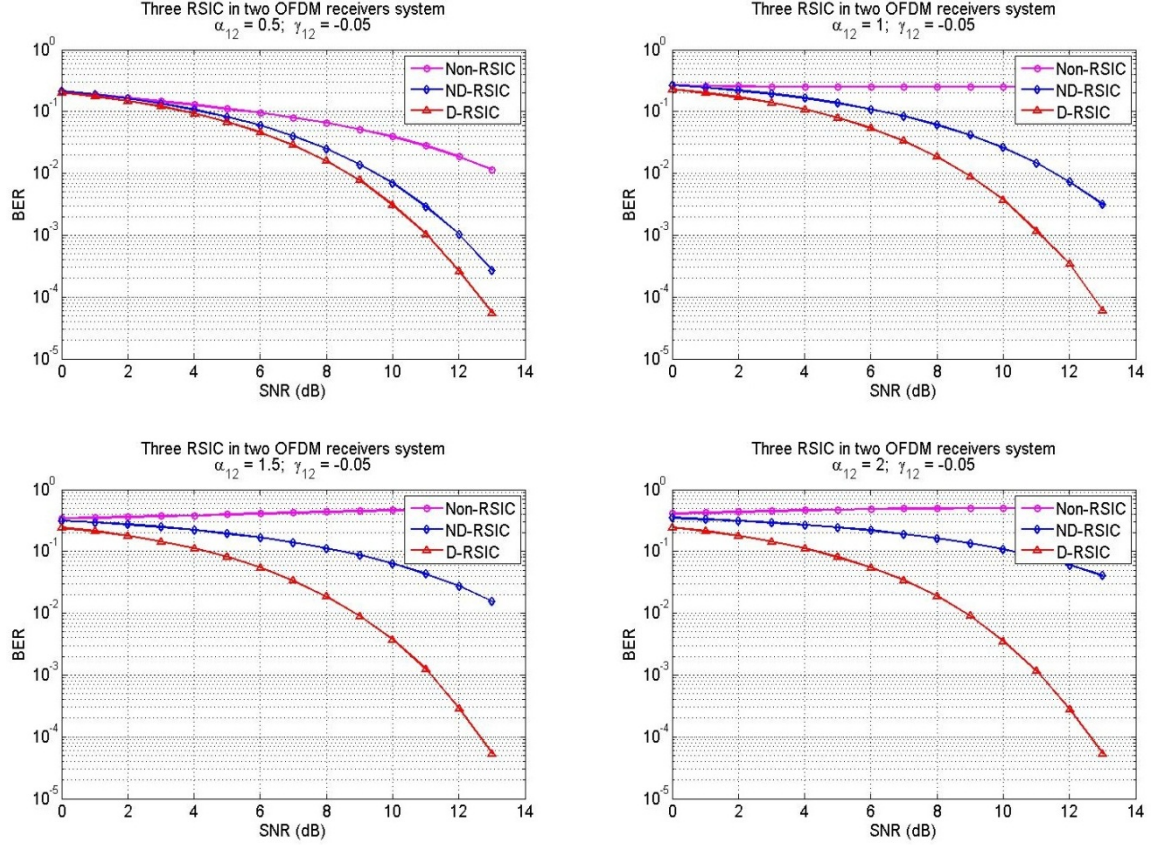 Three RSIC in two OFDM receivers system
α₁₂ = 0.5; γ₁₂ = -0.05
10⁰
10⁻¹
10⁻²
10⁻³
10⁻⁴
10⁻⁵
BER
Non-RSIC
ND-RSIC
D-RSIC
0 2 4 6 8 10 12 14
SNR (dB)
Three RSIC in two OFDM receivers system
α₁₂ = 1; γ₁₂ = -0.05
10⁰
10⁻¹
10⁻²
10⁻³
10⁻⁴
10⁻⁵
BER
Non-RSIC
ND-RSIC
D-RSIC
0 2 4 6 8 10 12 14
SNR (dB)
Three RSIC in two OFDM receivers system
α₁₂ = 1.5; γ₁₂ = -0.05
10⁰
10⁻¹
10⁻²
10⁻³
10⁻⁴
10⁻⁵
BER
Non-RSIC
ND-RSIC
D-RSIC
0 2 4 6 8 10 12 14
SNR (dB)
Three RSIC in two OFDM receivers system
α₁₂ = 2; γ₁₂ = -0.05
10⁰
10⁻¹
10⁻²
10⁻³
10⁻⁴
10⁻⁵
BER
Non-RSIC
ND-RSIC
D-RSIC
0 2 4 6 8 10 12 14
SNR (dB)